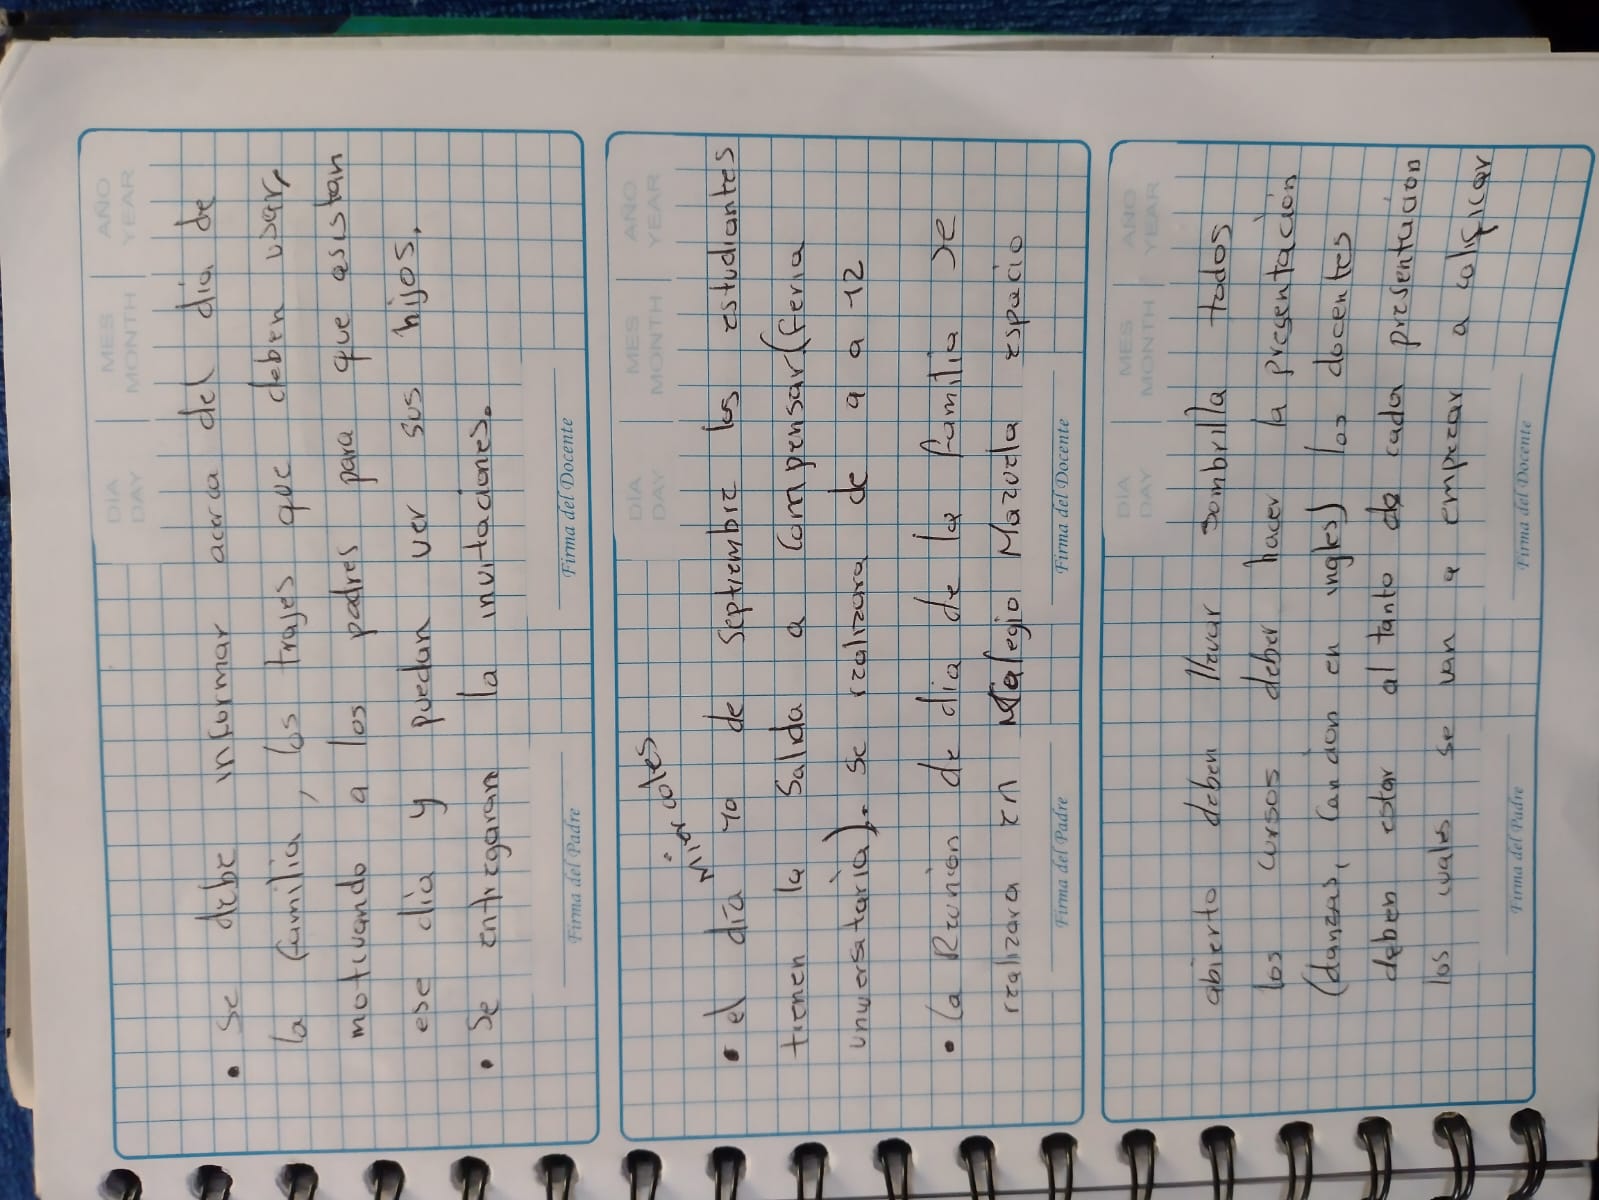 DIA
DAY
MES
MONTH
AÑO
YEAR
• Se debe informar acerca del dia de
la familia, los trajes que deben usar,
motivando a los padres para que asistan
ese día y puedan ver sus hijos.
• Se entregaran la invitaciones.
Firma del Padre
Firma del Docente
DIA
DAY
MES
MONTH
AÑO
YEAR
Miercoles
• el día 10 de Septiembre los estudiantes
tienen la Salida a Compensar (feria
universitaria). Se realizara de 9 a 12
• La Reunion de dia de la familia se
realizara en Colegio Mazuela espacio
Firma del Padre
Firma del Docente
DIA
DAY
MES
MONTH
AÑO
YEAR
abierto deben llevar sombrilla todos
los cursos deber hacer la presentación
(danzas, Canción en ingles) los docentes
deben estar al tanto de cada presentación
los cuales se van a empezar a calificar
Firma del Padre
Firma del Docente